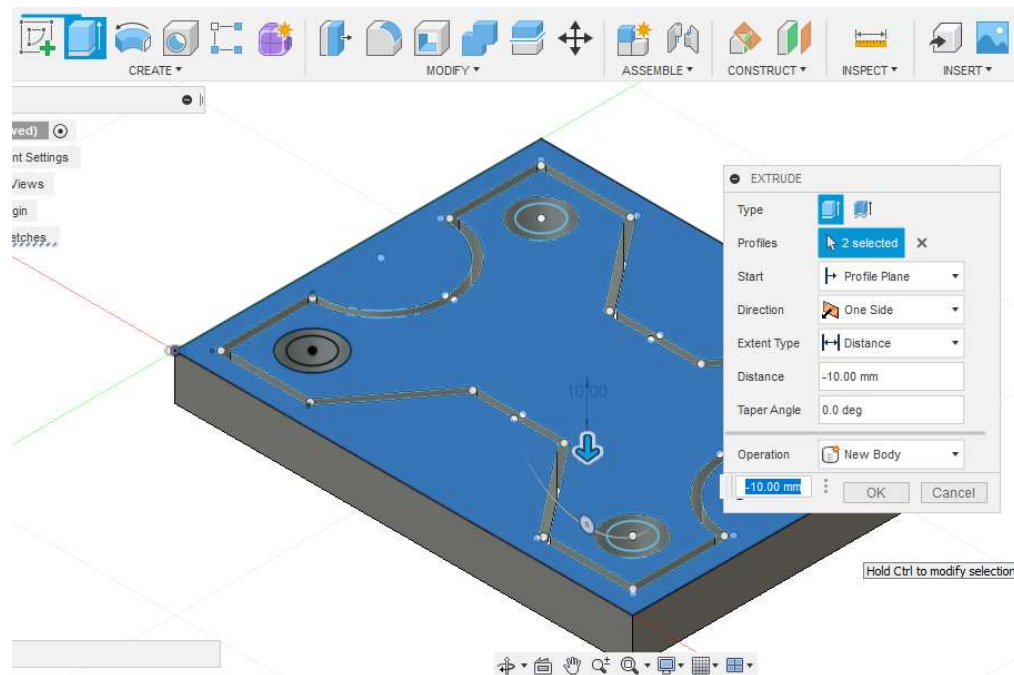 CREATE ▾
MODIFY ▾
ASSEMBLE ▾
CONSTRUCT ▾
INSPECT ▾
INSERT ▾
ved)
nt Settings
Views
gin
etches
EXTRUDE
Type
Profiles 2 selected
Start Profile Plane
Direction One Side
Extent Type Distance
Distance -10.00 mm
Taper Angle 0.0 deg
Operation New Body
-10.00 mm
OK Cancel
10.00
Hold Ctrl to modify selection